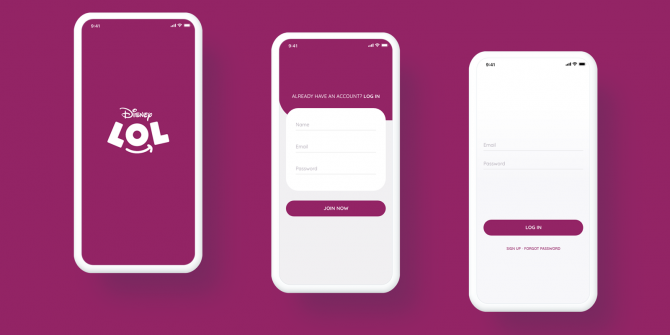 9:41
Disney
LOL
9:41
ALREADY HAVE AN ACCOUNT? LOG IN
Name
Email
Password
JOIN NOW
9:41
Email
Password
LOG IN
SIGN UP · FORGOT PASSWORD